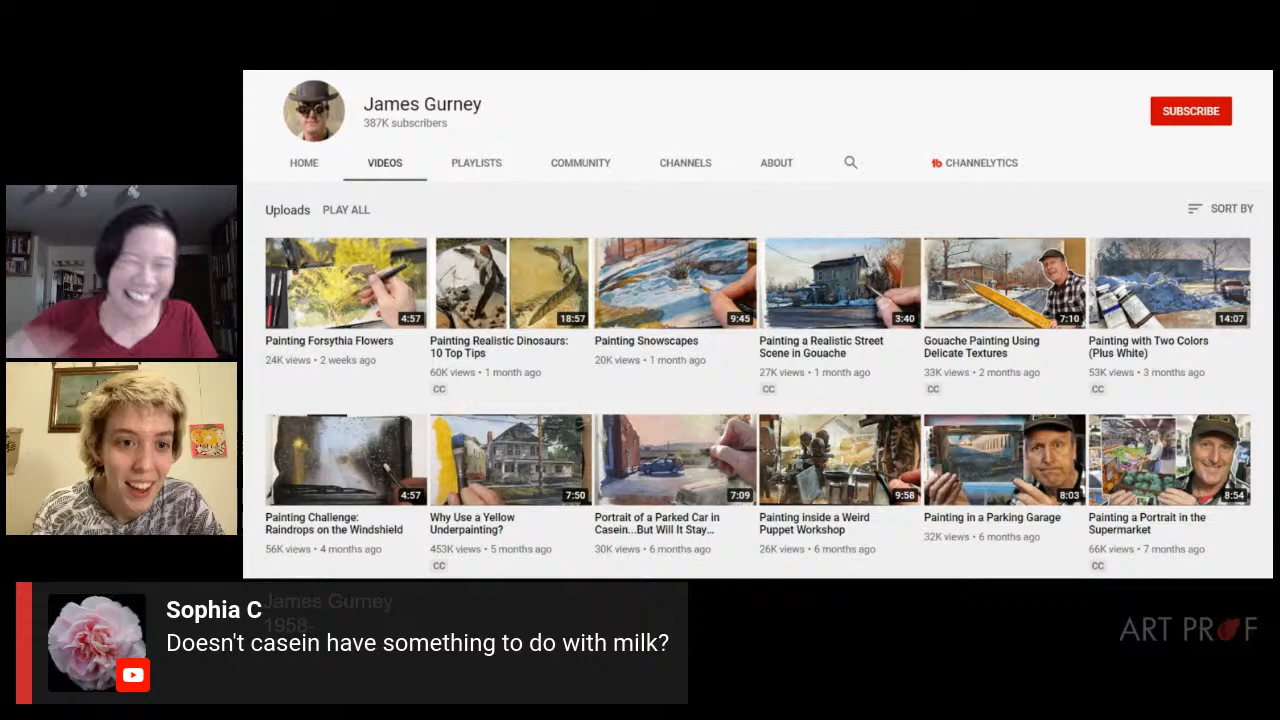 James Gurney
387K subscribers
SUBSCRIBE
HOME VIDEOS PLAYLISTS COMMUNITY CHANNELS ABOUT tb CHANNELYTICS
Uploads PLAY ALL
SORT BY
4:57 18:57 9:45 3:40 7:10 14:07
Painting Forsythia Flowers
24K views • 2 weeks ago
Painting Realistic Dinosaurs:
10 Top Tips
60K views • 1 month ago
CC
Painting Snowscapes
20K views • 1 month ago
Painting a Realistic Street
Scene in Gouache
27K views • 1 month ago
CC
Gouache Painting Using
Delicate Textures
33K views • 2 months ago
CC
Painting with Two Colors
(Plus White)
53K views • 3 months ago
CC
4:57 7:50 7:09 9:58 8:03 8:54
Painting Challenge:
Raindrops on the Windshield
56K views • 4 months ago
Why Use a Yellow
Underpainting?
453K views • 5 months ago
CC
Portrait of a Parked Car in
Casein...But Will It Stay...
30K views • 6 months ago
Painting inside a Weird
Puppet Workshop
26K views • 6 months ago
Painting in a Parking Garage
32K views • 6 months ago
Painting a Portrait in the
Supermarket
66K views • 7 months ago
CC
James Gurney
1958-
Sophia C
Doesn't casein have something to do with milk?
ART PROF